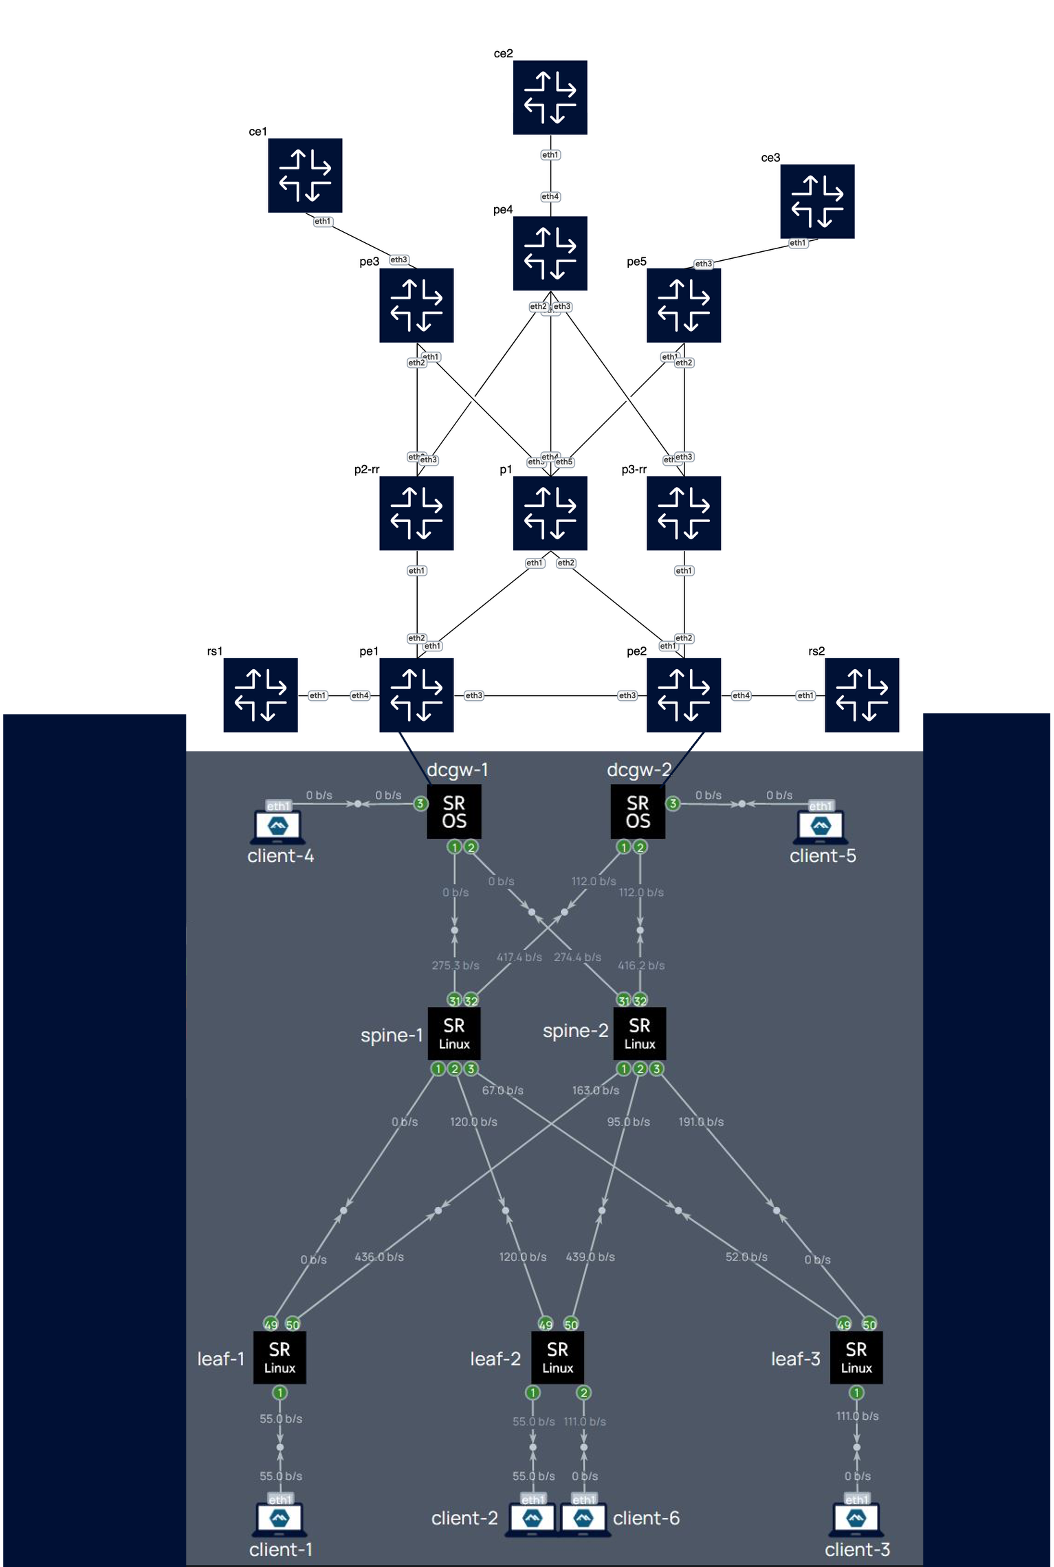 ce2
ce1
eth1
ce3
eth4
pe4
eth1
eth1
eth3
pe3
eth3
pe5
eth2
eth3
eth1
eth2
eth1
eth2
eth3
eth3
eth4
eth5
eth3
p2-rr
p1
p3-rr
eth1
eth1
eth2
eth1
eth2
eth1
eth2
eth1
rs1
pe1
pe2
rs2
eth1
eth4
eth3
eth3
eth4
eth1
dcgw-1
dcgw-2
eth1
0 b/s
0 b/s
3
SR
OS
SR
OS
3
0 b/s
0 b/s
eth1
client-4
client-5
1
2
1
2
0 b/s
0 b/s
112.0 b/s
112.0 b/s
275.3 b/s
417.4 b/s
274.4 b/s
416.2 b/s
31
32
31
32
spine-1
SR
Linux
spine-2
SR
Linux
1
2
3
1
2
3
67.0 b/s
163.0 b/s
0 b/s
120.0 b/s
95.0 b/s
191.0 b/s
0 b/s
436.0 b/s
120.0 b/s
439.0 b/s
52.0 b/s
0 b/s
49
50
49
50
49
50
leaf-1
SR
Linux
leaf-2
SR
Linux
leaf-3
SR
Linux
1
1
2
1
55.0 b/s
55.0 b/s
111.0 b/s
111.0 b/s
55.0 b/s
55.0 b/s
0 b/s
0 b/s
eth1
eth1
eth1
eth1
client-2
client-6
client-1
client-3